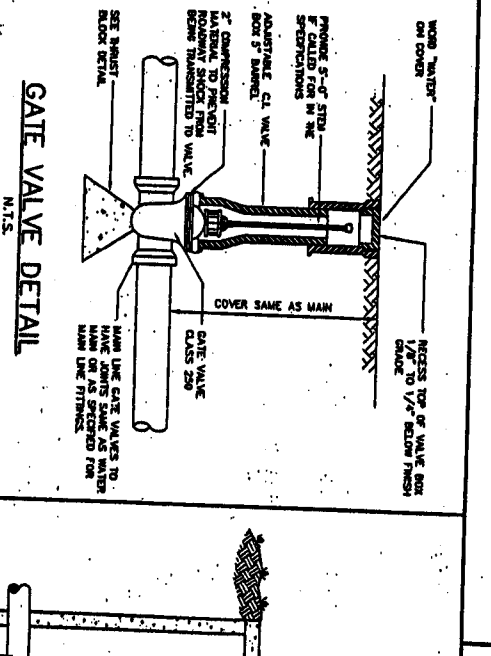 WORD "WATER"
ON COVER
PROVIDE 5'-0" STEM
IF CALLED FOR IN THE
SPECIFICATIONS
ADJUSTABLE C.I. VALVE
BOX 5" BARREL
2" COMPRESSION
MATERIAL TO PREVENT
ROADWAY SHOCK FROM
BEING TRANSMITTED TO VALVE
SEE THRUST
BLOCK DETAIL
RECESS TOP OF VALVE BOX
1/8" TO 1/4" BELOW FINISH
GRADE
COVER SAME AS MAIN
GATE VALVE
CLASS 250
MAIN LINE GATE VALVES TO
HAVE JOINTS SAME AS WATER
MAIN OR AS SPECIFIED FOR
MAIN LINE FITTINGS.
GATE VALVE DETAIL
N.T.S.